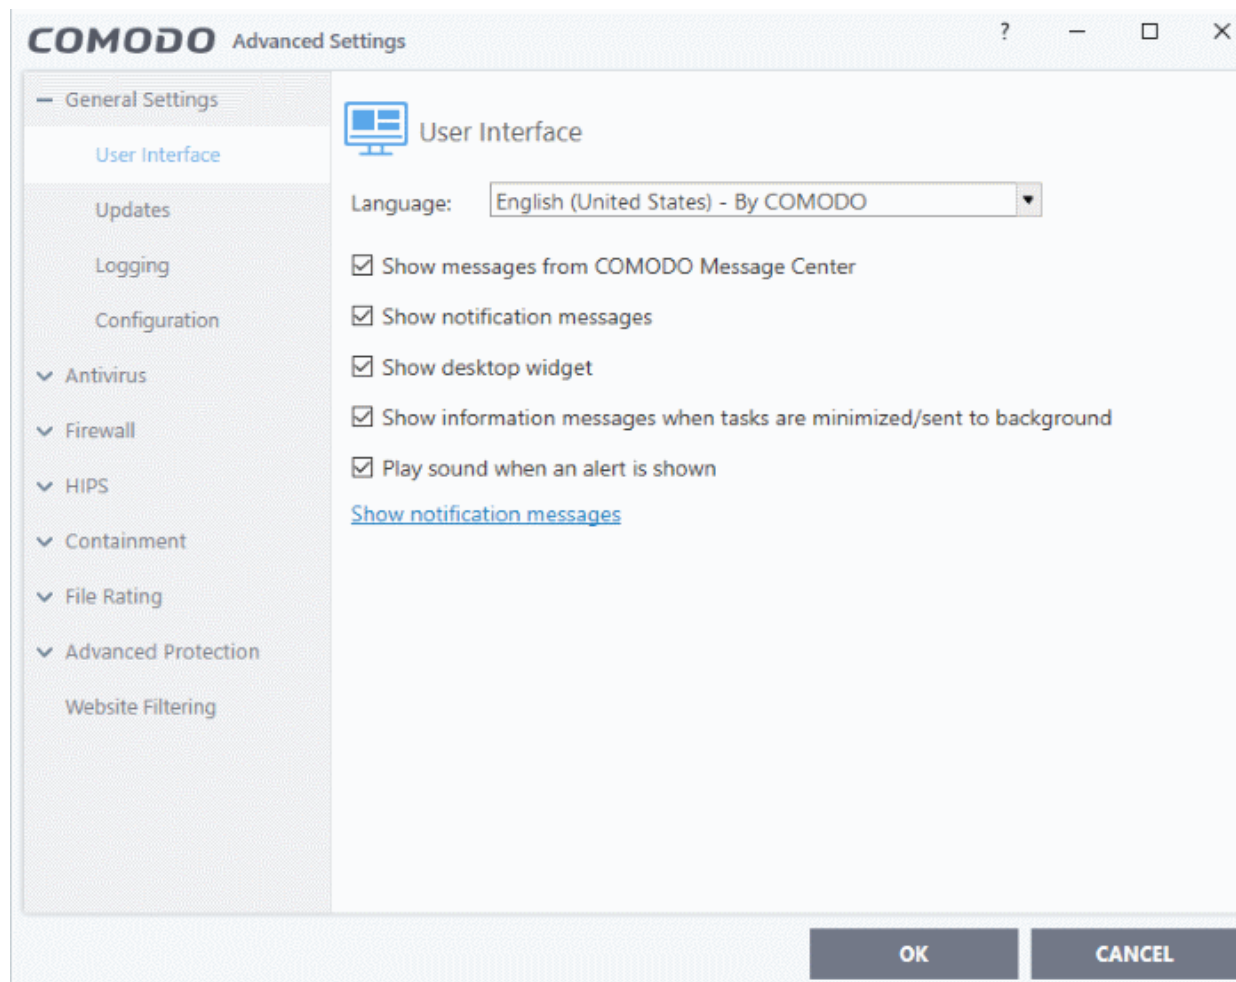 COMODO Advanced Settings
?
General Settings
User Interface
Updates
Logging
Configuration
Antivirus
Firewall
HIPS
Containment
File Rating
Advanced Protection
Website Filtering
User Interface
Language: English (United States) - By COMODO
Show messages from COMODO Message Center
Show notification messages
Show desktop widget
Show information messages when tasks are minimized/sent to background
Play sound when an alert is shown
Show notification messages
OK CANCEL